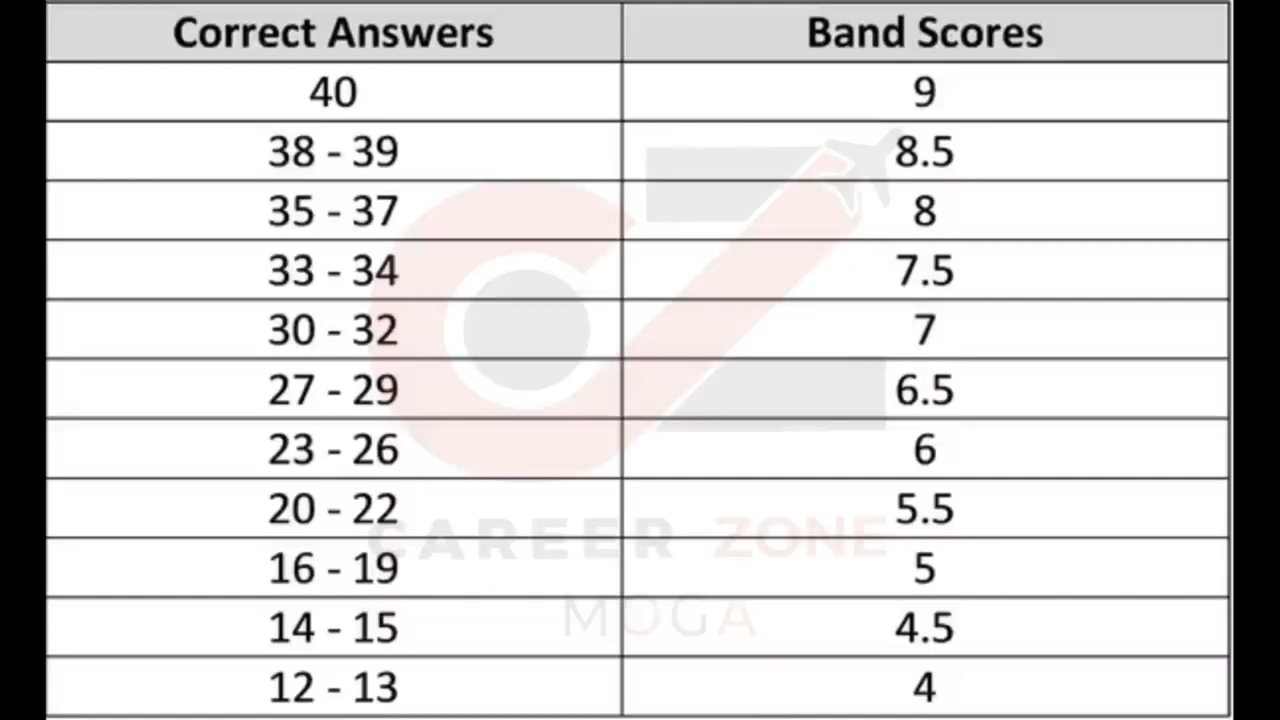 Correct Answers Band Scores
40 9
38 - 39 8.5
35 - 37 8
33 - 34 7.5
30 - 32 7
27 - 29 6.5
23 - 26 6
20 - 22 5.5
CAREER ZONE
16 - 19 5
MOGA
14 - 15 4.5
12 - 13 4